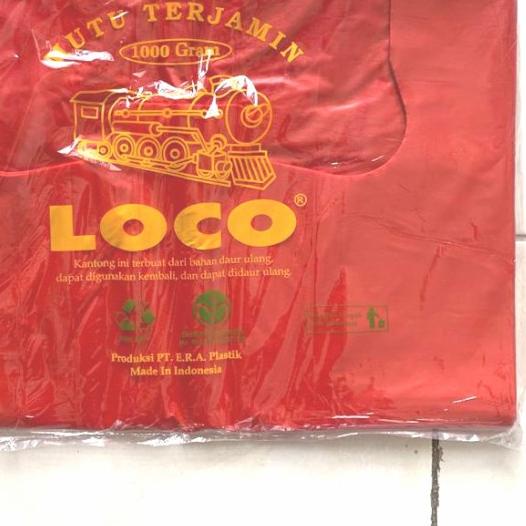 MUTU TERJAMIN
1000 Gram
LOCO®
Kantong ini terbuat dari bahan daur ulang,
dapat digunakan kembali, dan dapat didaur ulang.
Produksi PT. E.R.A. Plastik
Made In Indonesia